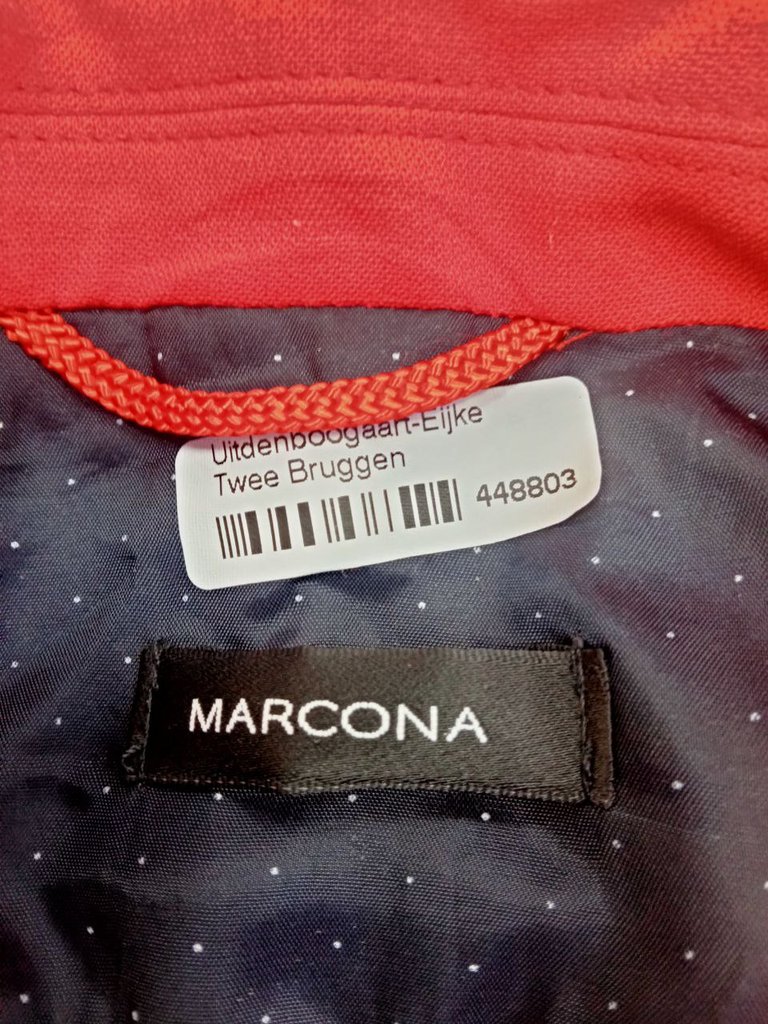 Uitdenboogaart-Eijke
Twee Bruggen
448803
MARCONA